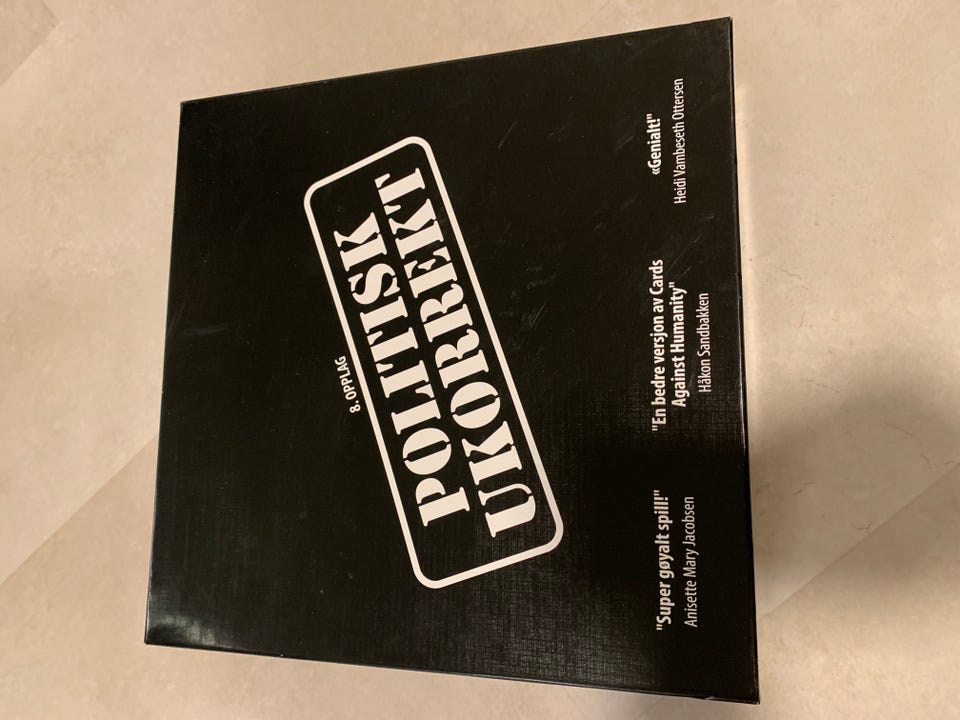 8. OPPLAG
POLITISK
UKORREKT
"Super gøyalt spill!"
Anisette Mary Jacobsen
"En bedre versjon av Cards
Against Humanity"
Håkon Sandbakken
«Genialt!"
Heidi Vambeseth Ottersen